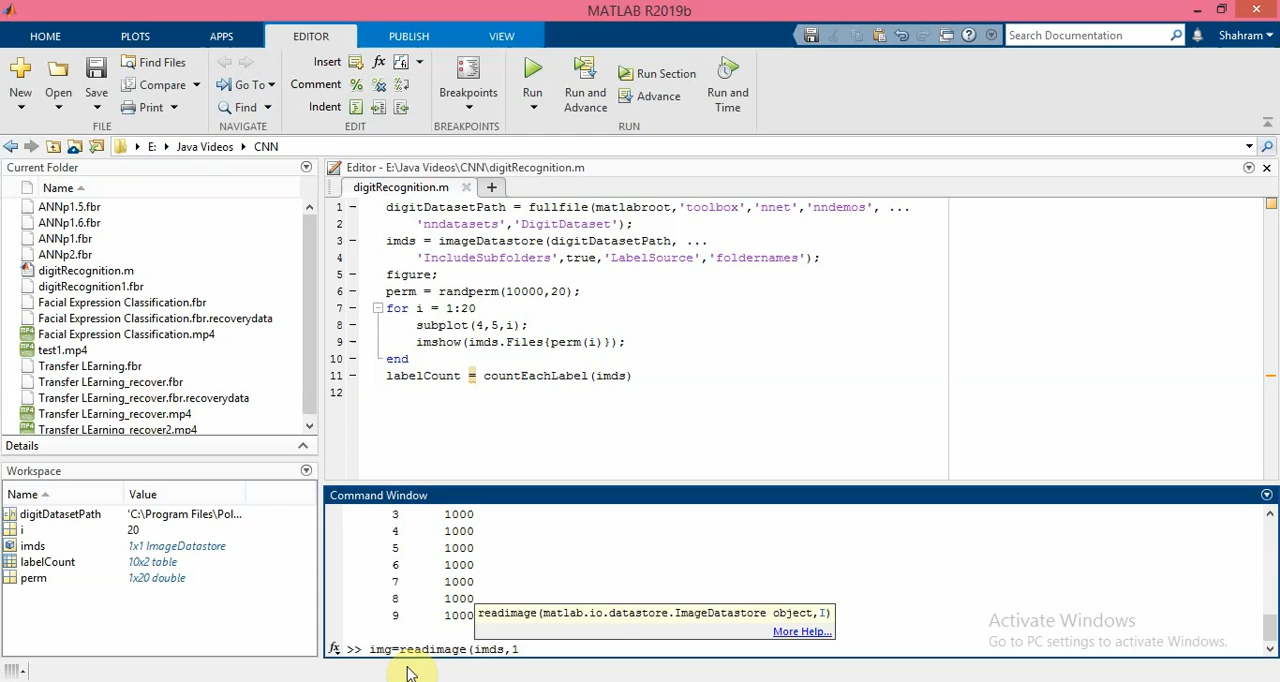 MATLAB R2019b
HOME PLOTS APPS EDITOR PUBLISH VIEW
Search Documentation
Shahram
New
Open
Save
Find Files
Compare
Print
FILE
Go To
Find
NAVIGATE
Insert
fx
Comment
%
Indent
EDIT
Breakpoints
BREAKPOINTS
Run
Run and Advance
Run Section
Advance
Run and Time
RUN
E: Java Videos CNN
Current Folder
Name
ANNp1.5.fbr
ANNp1.6.fbr
ANNp1.fbr
ANNp2.fbr
digitRecognition.m
digitRecognition1.fbr
Facial Expression Classification.fbr
Facial Expression Classification.fbr.recoverydata
Facial Expression Classification.mp4
test1.mp4
Transfer LEarning.fbr
Transfer LEarning_recover.fbr
Transfer LEarning_recover.fbr.recoverydata
Transfer LEarning_recover.mp4
Transfer LEarning_recover2.mp4
Details
Workspace
Name Value
digitDatasetPath 'C:\Program Files\Pol...
i 20
imds 1x1 ImageDatastore
labelCount 10x2 table
perm 1x20 double
Editor - E:\Java Videos\CNN\digitRecognition.m
digitRecognition.m
1 digitDatasetPath = fullfile(matlabroot,'toolbox','nnet','nndemos', ...
2 'nndatasets','DigitDataset');
3 imds = imageDatastore(digitDatasetPath, ...
4 'IncludeSubfolders',true,'LabelSource','foldernames');
5 figure;
6 perm = randperm(10000,20);
7 for i = 1:20
8 subplot(4,5,i);
9 imshow(imds.Files{perm(i)});
10 end
11 labelCount = countEachLabel(imds)
12
Command Window
3 1000
4 1000
5 1000
6 1000
7 1000
8 1000
9 1000
readimage(matlab.io.datastore.ImageDatastore object,I)
More Help...
fx >> img=readimage(imds,1
Activate Windows
Go to PC settings to activate Windows.